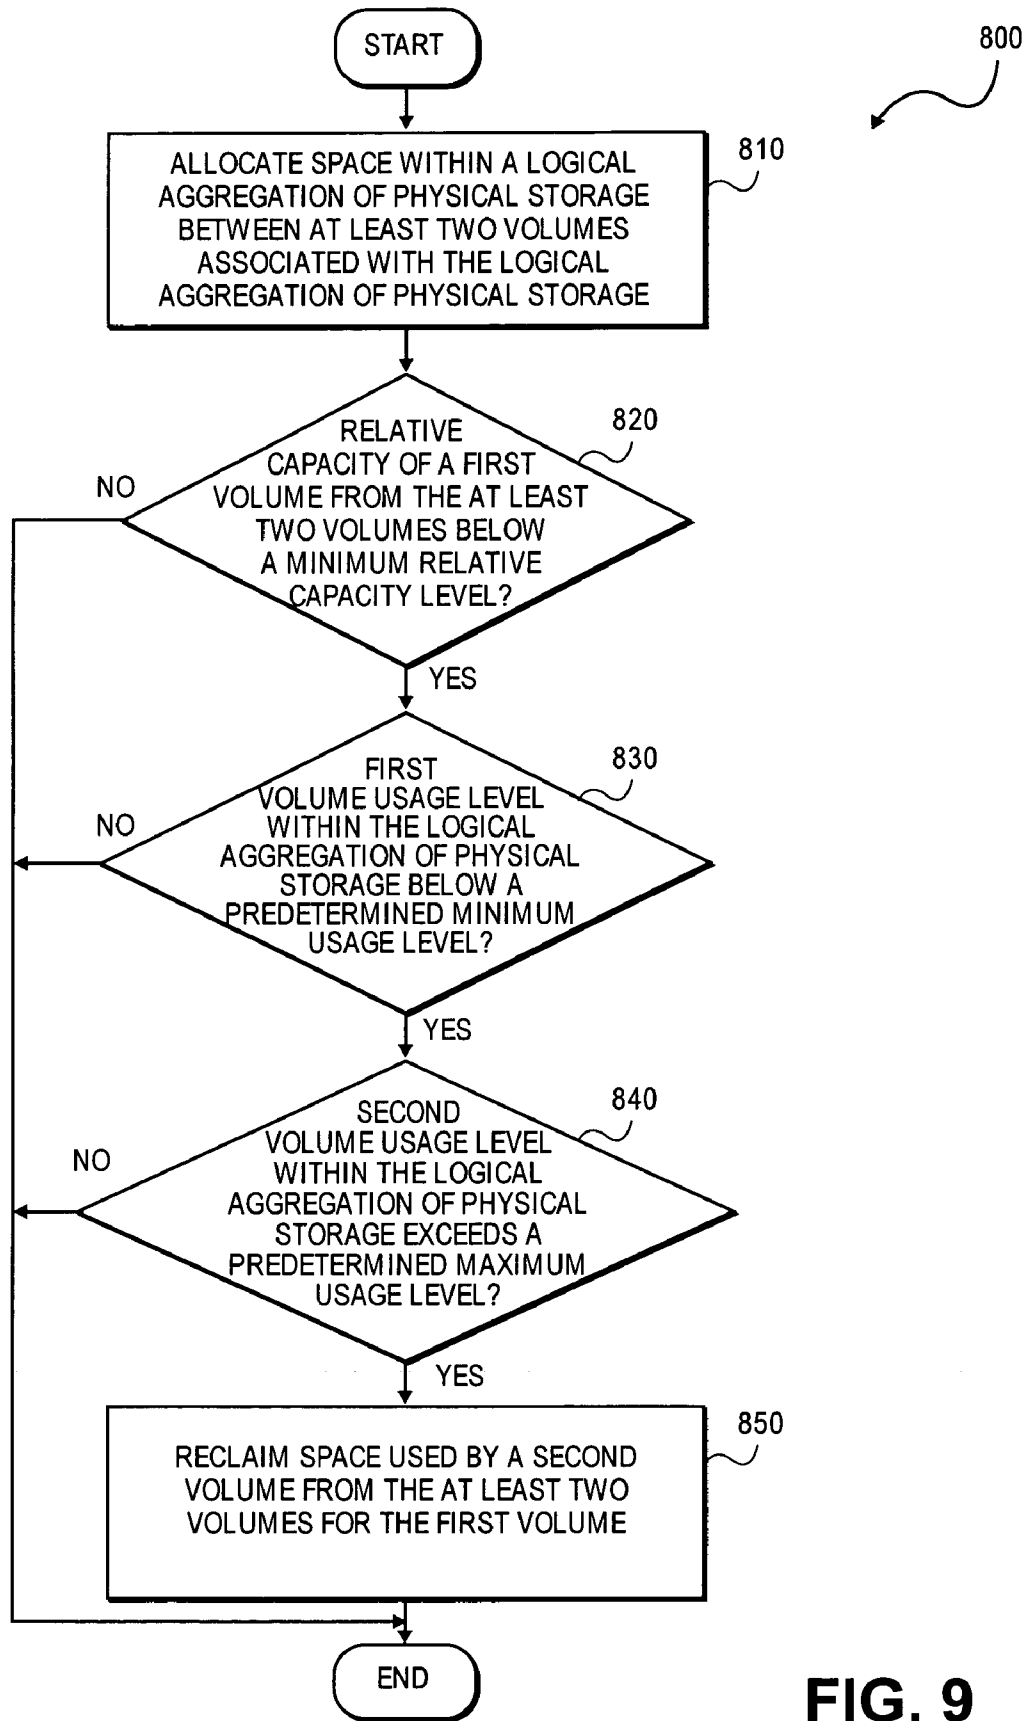 START
800
810
ALLOCATE SPACE WITHIN A LOGICAL
AGGREGATION OF PHYSICAL STORAGE
BETWEEN AT LEAST TWO VOLUMES
ASSOCIATED WITH THE LOGICAL
AGGREGATION OF PHYSICAL STORAGE
820
RELATIVE
CAPACITY OF A FIRST
VOLUME FROM THE AT LEAST
TWO VOLUMES BELOW
A MINIMUM RELATIVE
CAPACITY LEVEL?
NO
YES
830
FIRST
VOLUME USAGE LEVEL
WITHIN THE LOGICAL
AGGREGATION OF PHYSICAL
STORAGE BELOW A
PREDETERMINED MINIMUM
USAGE LEVEL?
NO
YES
840
SECOND
VOLUME USAGE LEVEL
WITHIN THE LOGICAL
AGGREGATION OF PHYSICAL
STORAGE EXCEEDS A
PREDETERMINED MAXIMUM
USAGE LEVEL?
NO
YES
850
RECLAIM SPACE USED BY A SECOND
VOLUME FROM THE AT LEAST TWO
VOLUMES FOR THE FIRST VOLUME
END
FIG. 9